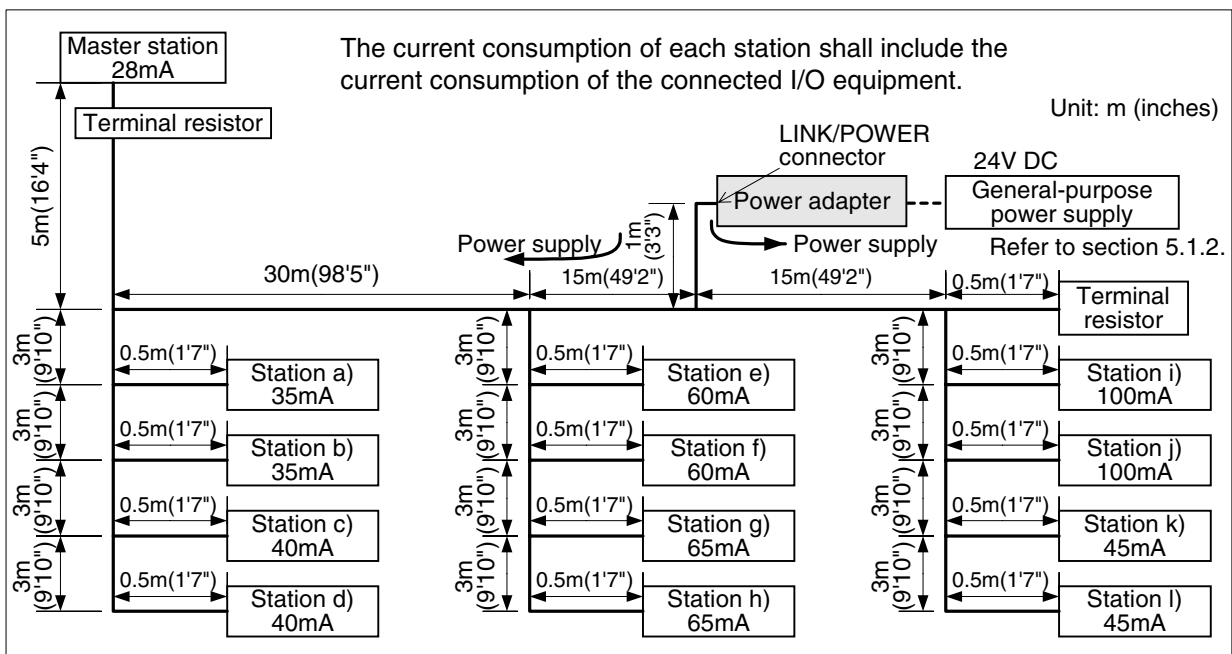 Master station
28mA
The current consumption of each station shall include the
current consumption of the connected I/O equipment.
Unit: m (inches)
Terminal resistor
5m(16'4")
LINK/POWER
connector
24V DC
Power adapter
General-purpose
power supply
1m
(3'3")
Power supply
Power supply
Refer to section 5.1.2.
30m(98'5")
15m(49'2")
15m(49'2")
0.5m(1'7")
Terminal
resistor
3m
(9'10")
0.5m(1'7")
Station a)
35mA
3m
(9'10")
0.5m(1'7")
Station e)
60mA
3m
(9'10")
0.5m(1'7")
Station i)
100mA
3m
(9'10")
0.5m(1'7")
Station b)
35mA
3m
(9'10")
0.5m(1'7")
Station f)
60mA
3m
(9'10")
0.5m(1'7")
Station j)
100mA
3m
(9'10")
0.5m(1'7")
Station c)
40mA
3m
(9'10")
0.5m(1'7")
Station g)
65mA
3m
(9'10")
0.5m(1'7")
Station k)
45mA
3m
(9'10")
0.5m(1'7")
Station d)
40mA
3m
(9'10")
0.5m(1'7")
Station h)
65mA
3m
(9'10")
0.5m(1'7")
Station l)
45mA